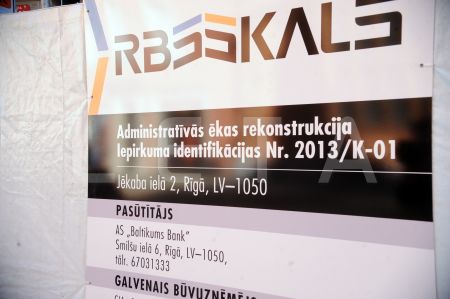 RBSSKALS
Administratīvās ēkas rekonstrukcija
Iepirkuma identifikācijas Nr. 2013/K-01
Jēkaba ielā 2, Rīgā, LV–1050
PASŪTĪTĀJS
AS „Baltikums Bank"
Smilšu ielā 6, Rīgā, LV–1050,
tālr. 67031333
GALVENAIS BŪVUZŅĒMĒJS